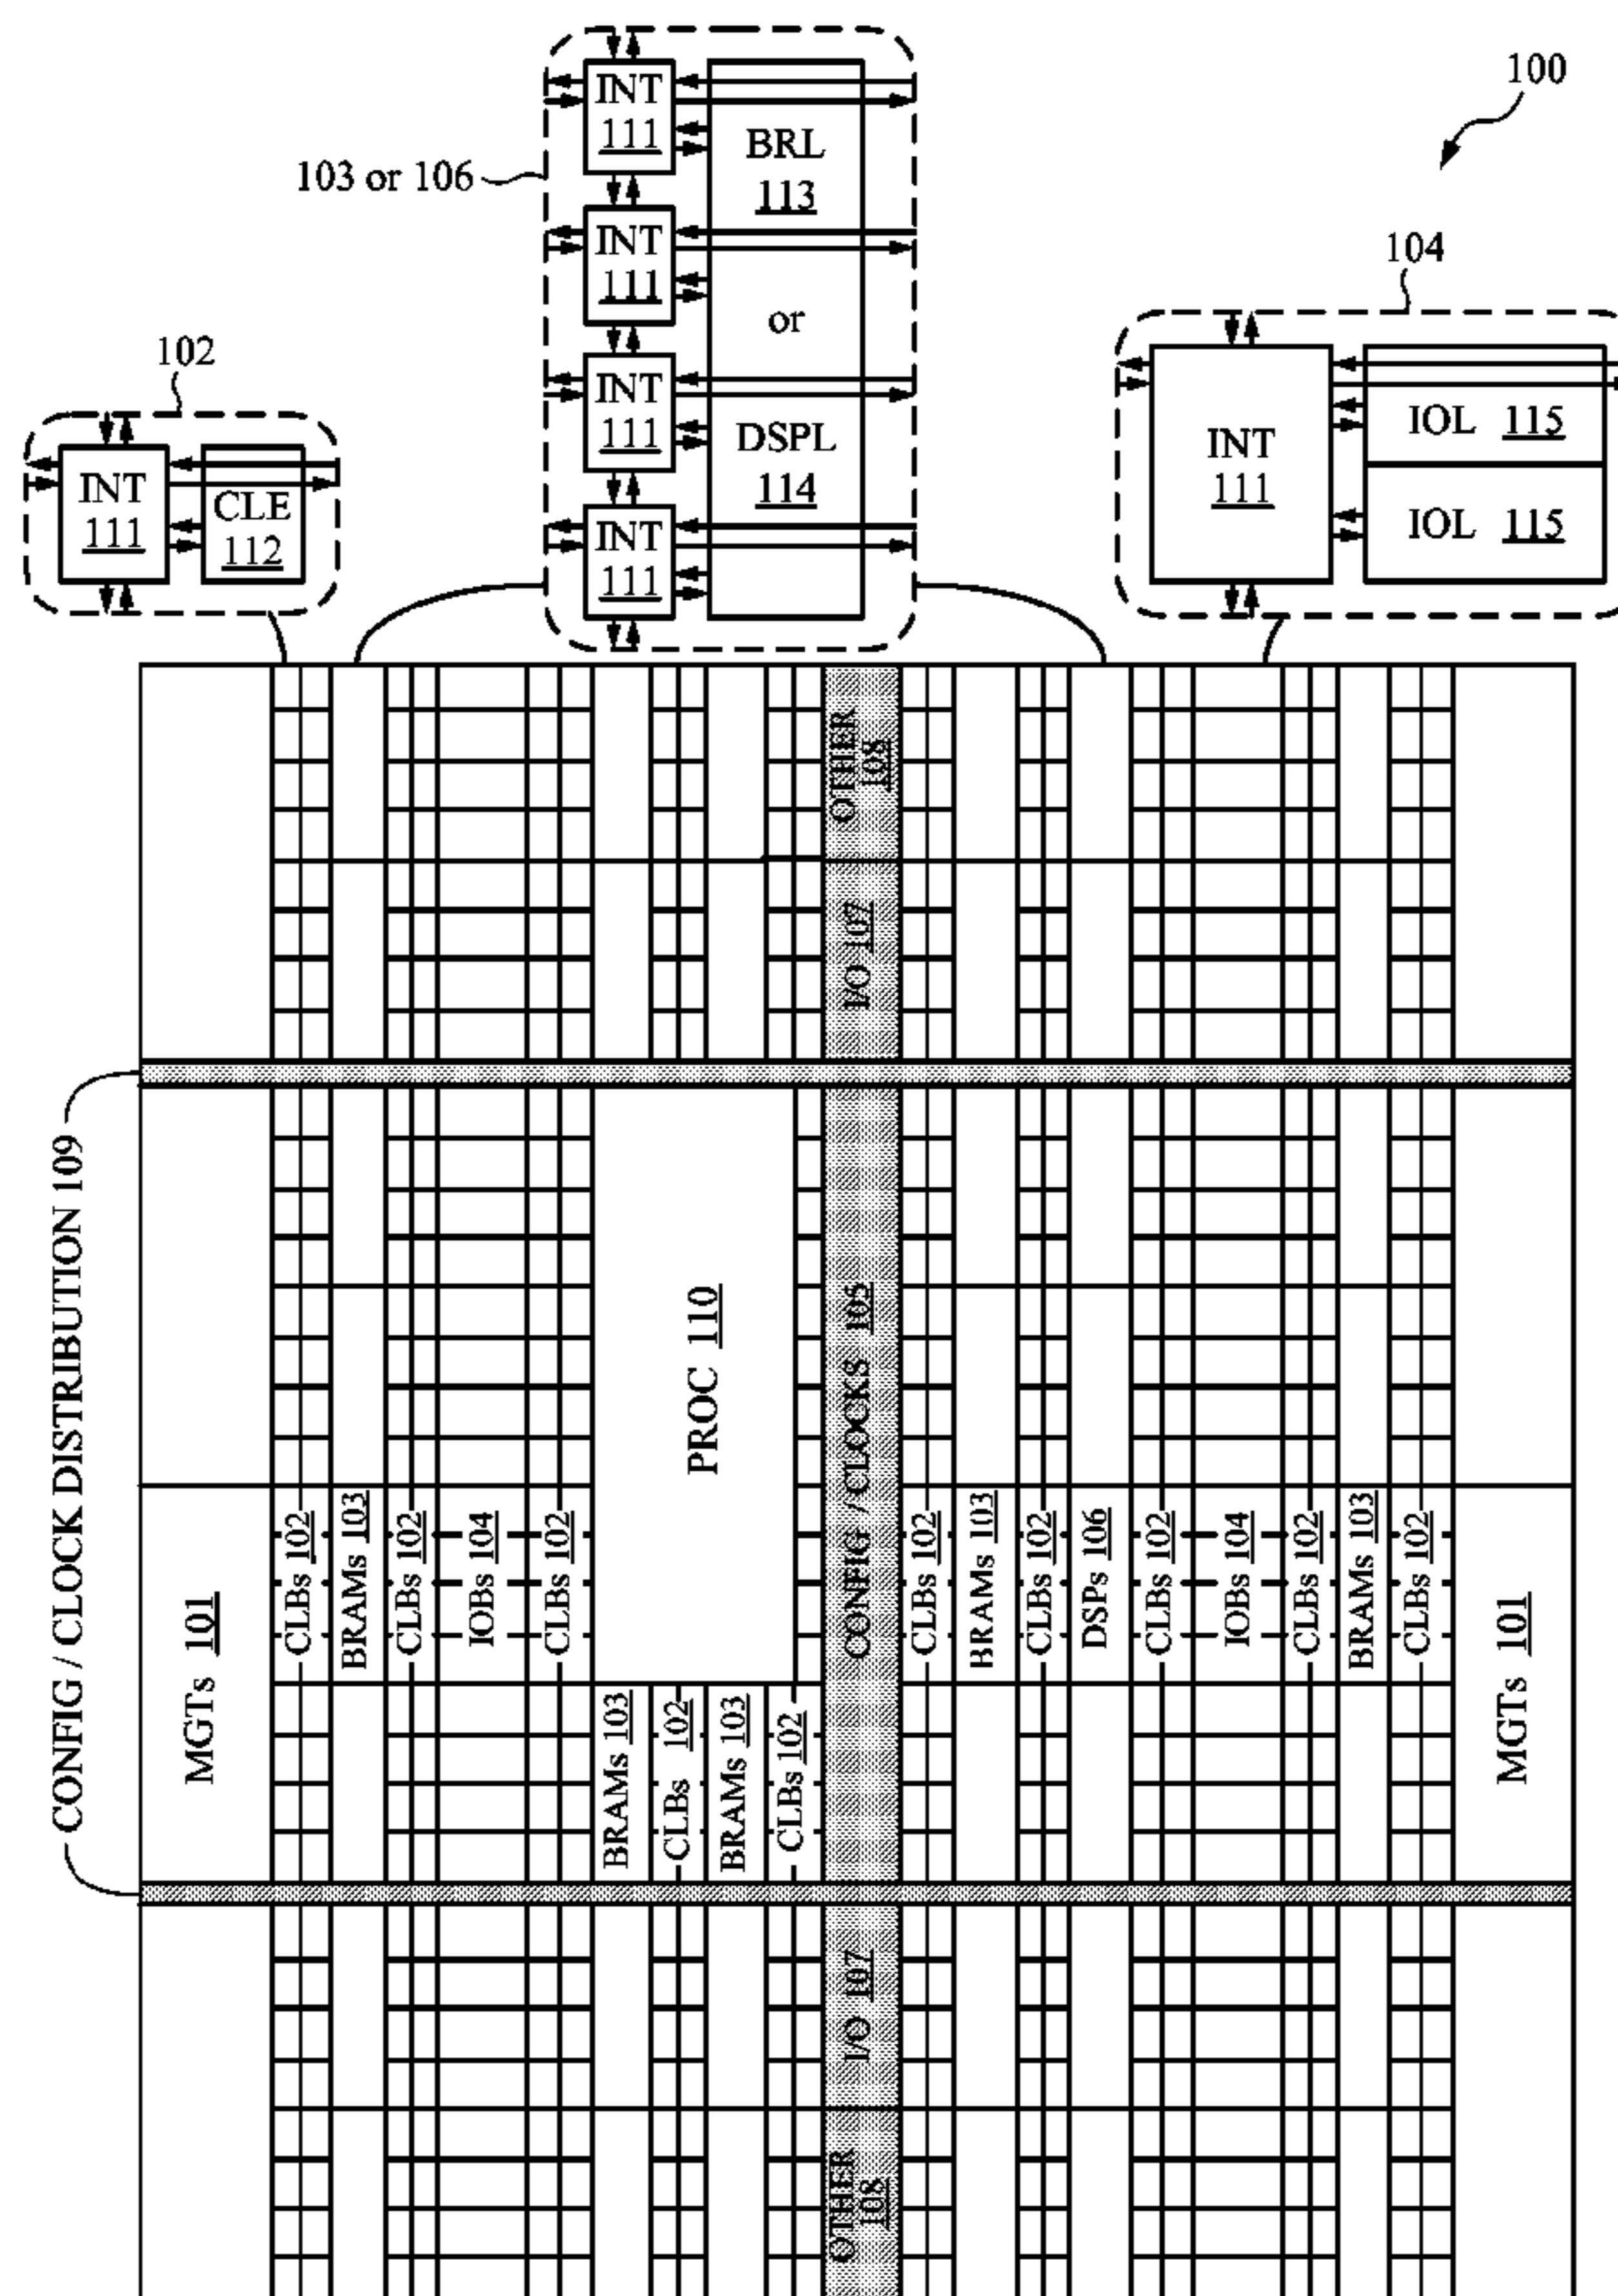 100
INT
111
INT
111
INT
111
INT
111
BRL
113
or
DSPL
114
103 or 106
104
INT
111
IOL 115
IOL 115
102
INT
111
CLE
112
OTHER
108
I/O 107
CONFIG / CLOCK DISTRIBUTION 109
PROC 110
CONFIG / CLOCKS 105
MGTs 101
CLBs 102
BRAMs 103
CLBs 102
IOBs 104
CLBs 102
BRAMs 103
CLBs 102
BRAMs 103
CLBs 102
CLBs 102
BRAMs 103
CLBs 102
DSPs 106
CLBs 102
IOBs 104
CLBs 102
BRAMs 103
CLBs 102
MGTs 101
I/O 107
OTHER
108